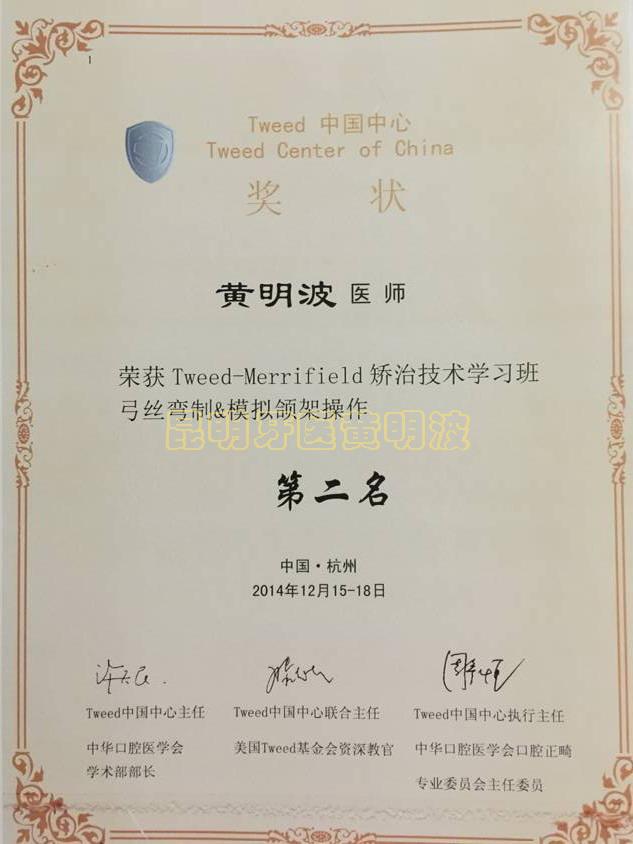 1
Tweed 中国中心
Tweed Center of China
奖 状
黄明波 医师
荣获 Tweed-Merrifield 矫治技术学习班
弓丝弯制&模拟颌架操作
昆明牙医黄明波
第二名
中国·杭州
2014年12月15-18日
Tweed中国中心主任 Tweed中国中心联合主任 Tweed中国中心执行主任
中华口腔医学会 美国Tweed基金会资深教官 中华口腔医学会口腔正畸
学术部部长 专业委员会主任委员